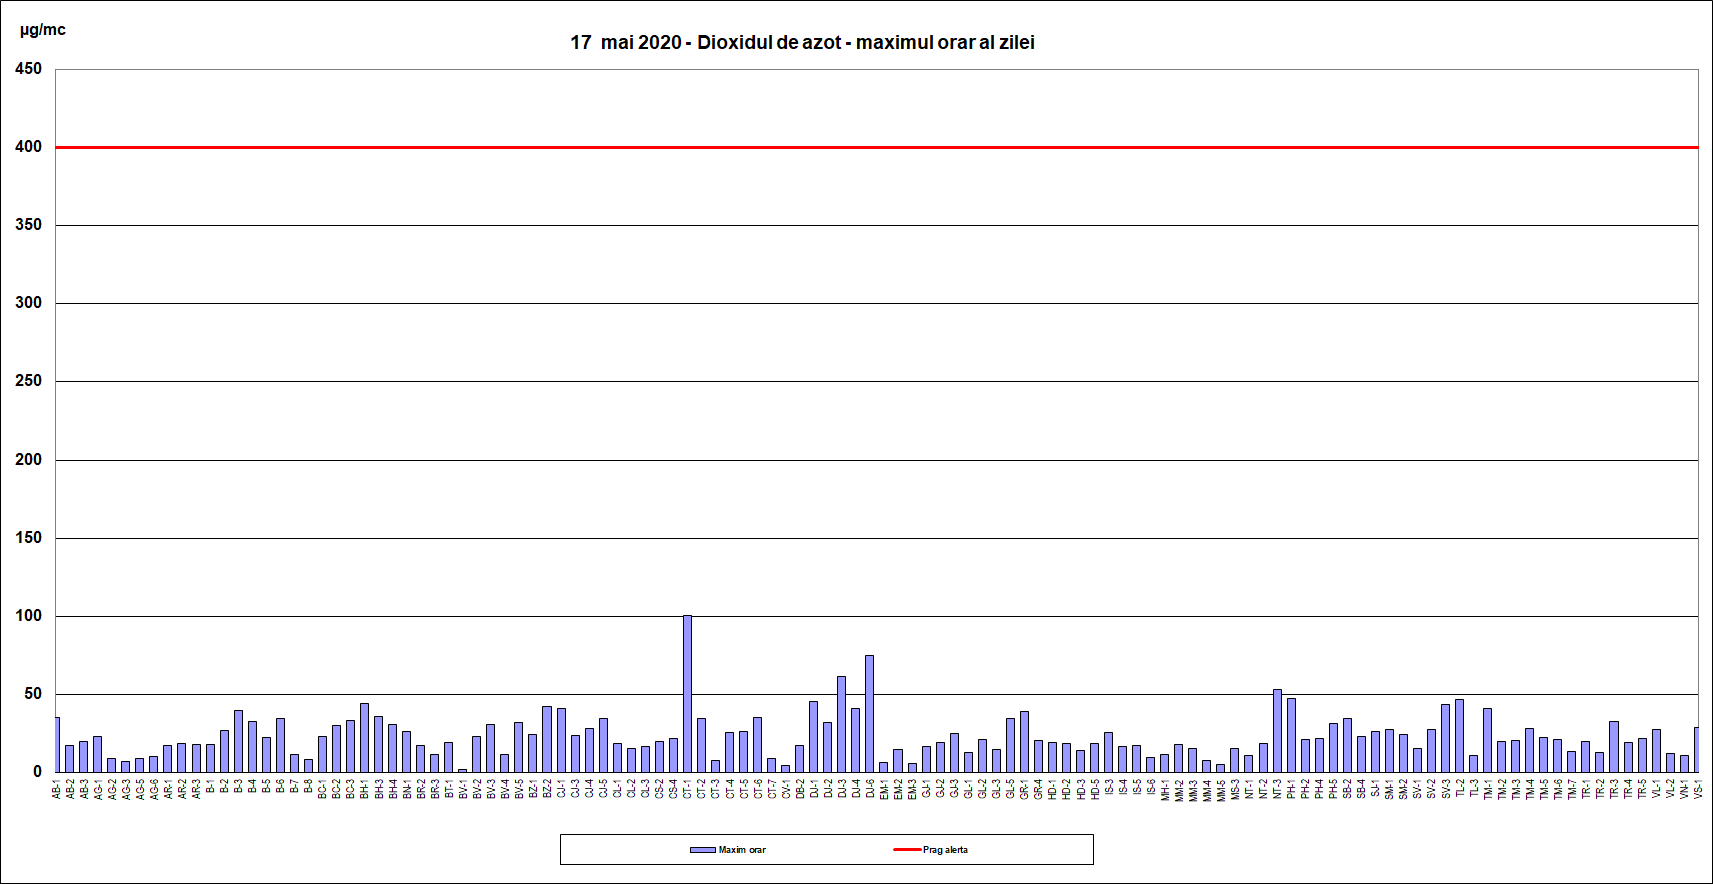 µg/mc
17 mai 2020 - Dioxidul de azot - maximul orar al zilei
450
400
350
300
250
200
150
100
50
0
AB-1 AB-2 AB-3 AG-1 AG-2 AG-3 AG-5 AG-6 AR-1 AR-2 AR-3 B-1 B-2 B-3 B-4 B-5 B-6 B-7 B-8 BC-1 BC-2 BC-3 BH-1 BH-3 BH-4 BN-1 BR-2 BR-3 BT-1 BV-1 BV-2 BV-3 BV-4 BV-5 BZ-1 BZ-2 CJ-1 CJ-3 CJ-4 CJ-5 CL-1 CL-2 CL-3 CS-2 CS-4 CT-1 CT-2 CT-3 CT-4 CT-5 CT-6 CT-7 CV-1 DB-2 DJ-1 DJ-2 DJ-3 DJ-4 DJ-6 EM-1 EM-2 EM-3 GJ-1 GJ-2 GJ-3 GL-1 GL-2 GL-3 GL-5 GR-1 GR-4 HD-1 HD-2 HD-3 HD-5 IS-3 IS-4 IS-5 IS-6 MH-1 MM-2 MM-3 MM-4 MM-5 MS-3 NT-1 NT-2 NT-3 PH-1 PH-2 PH-4 PH-5 SB-2 SB-4 SJ-1 SM-1 SM-2 SV-1 SV-2 SV-3 TL-2 TL-3 TM-1 TM-2 TM-3 TM-4 TM-5 TM-6 TM-7 TR-1 TR-2 TR-3 TR-4 TR-5 VL-1 VL-2 VN-1 VS-1
Maxim orar
Prag alerta